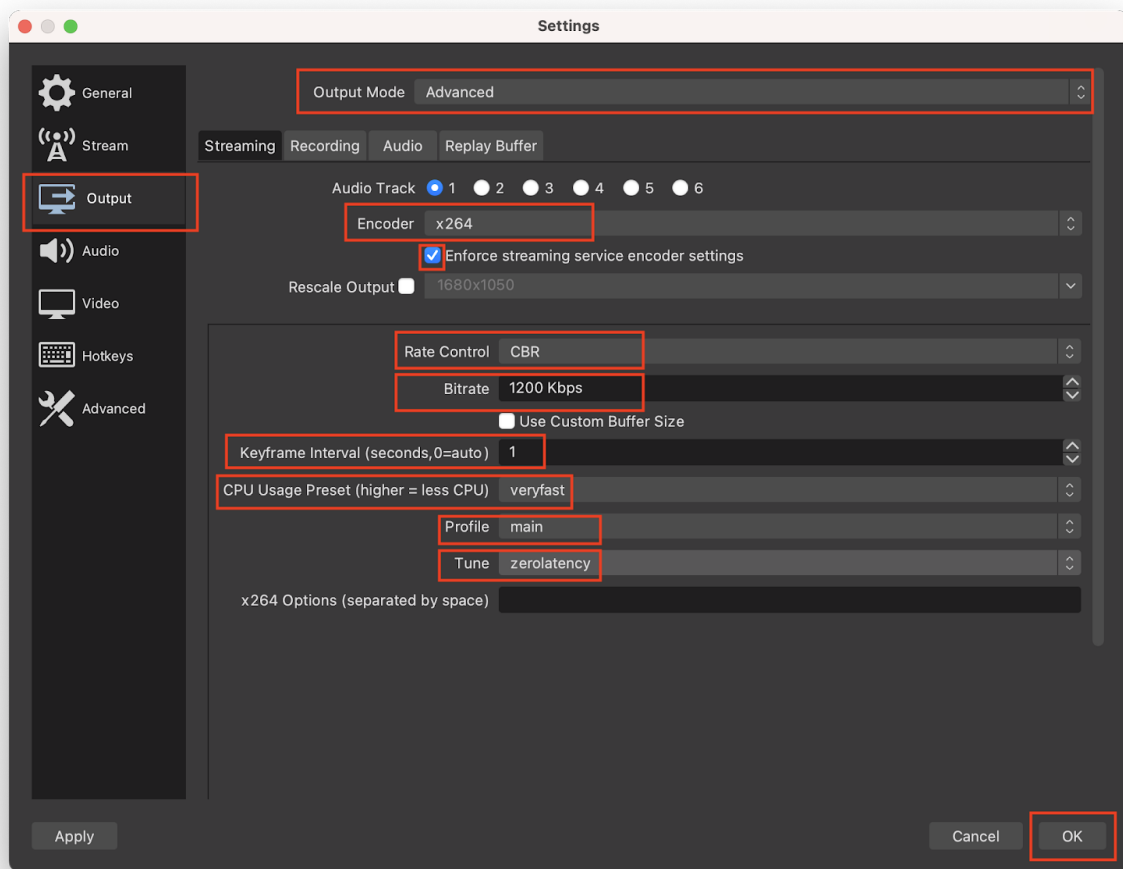 Settings
General
Stream
Output
Audio
Video
Hotkeys
Advanced
Output Mode Advanced
Streaming Recording Audio Replay Buffer
Audio Track 1 2 3 4 5 6
Encoder x264
Enforce streaming service encoder settings
Rescale Output 1680x1050
Rate Control CBR
Bitrate 1200 Kbps
Use Custom Buffer Size
Keyframe Interval (seconds,0=auto) 1
CPU Usage Preset (higher = less CPU) veryfast
Profile main
Tune zerolatency
x264 Options (separated by space)
Apply Cancel OK